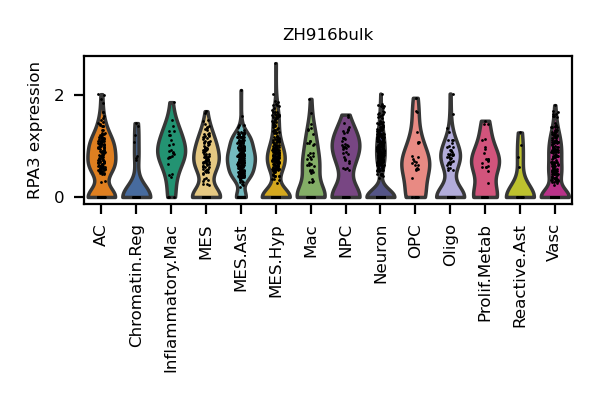 ZH916bulk
RPA3 expression
2
0
AC
Chromatin.Reg
Inflammatory.Mac
MES
MES.Ast
MES.Hyp
Mac
NPC
Neuron
OPC
Oligo
Prolif.Metab
Reactive.Ast
Vasc